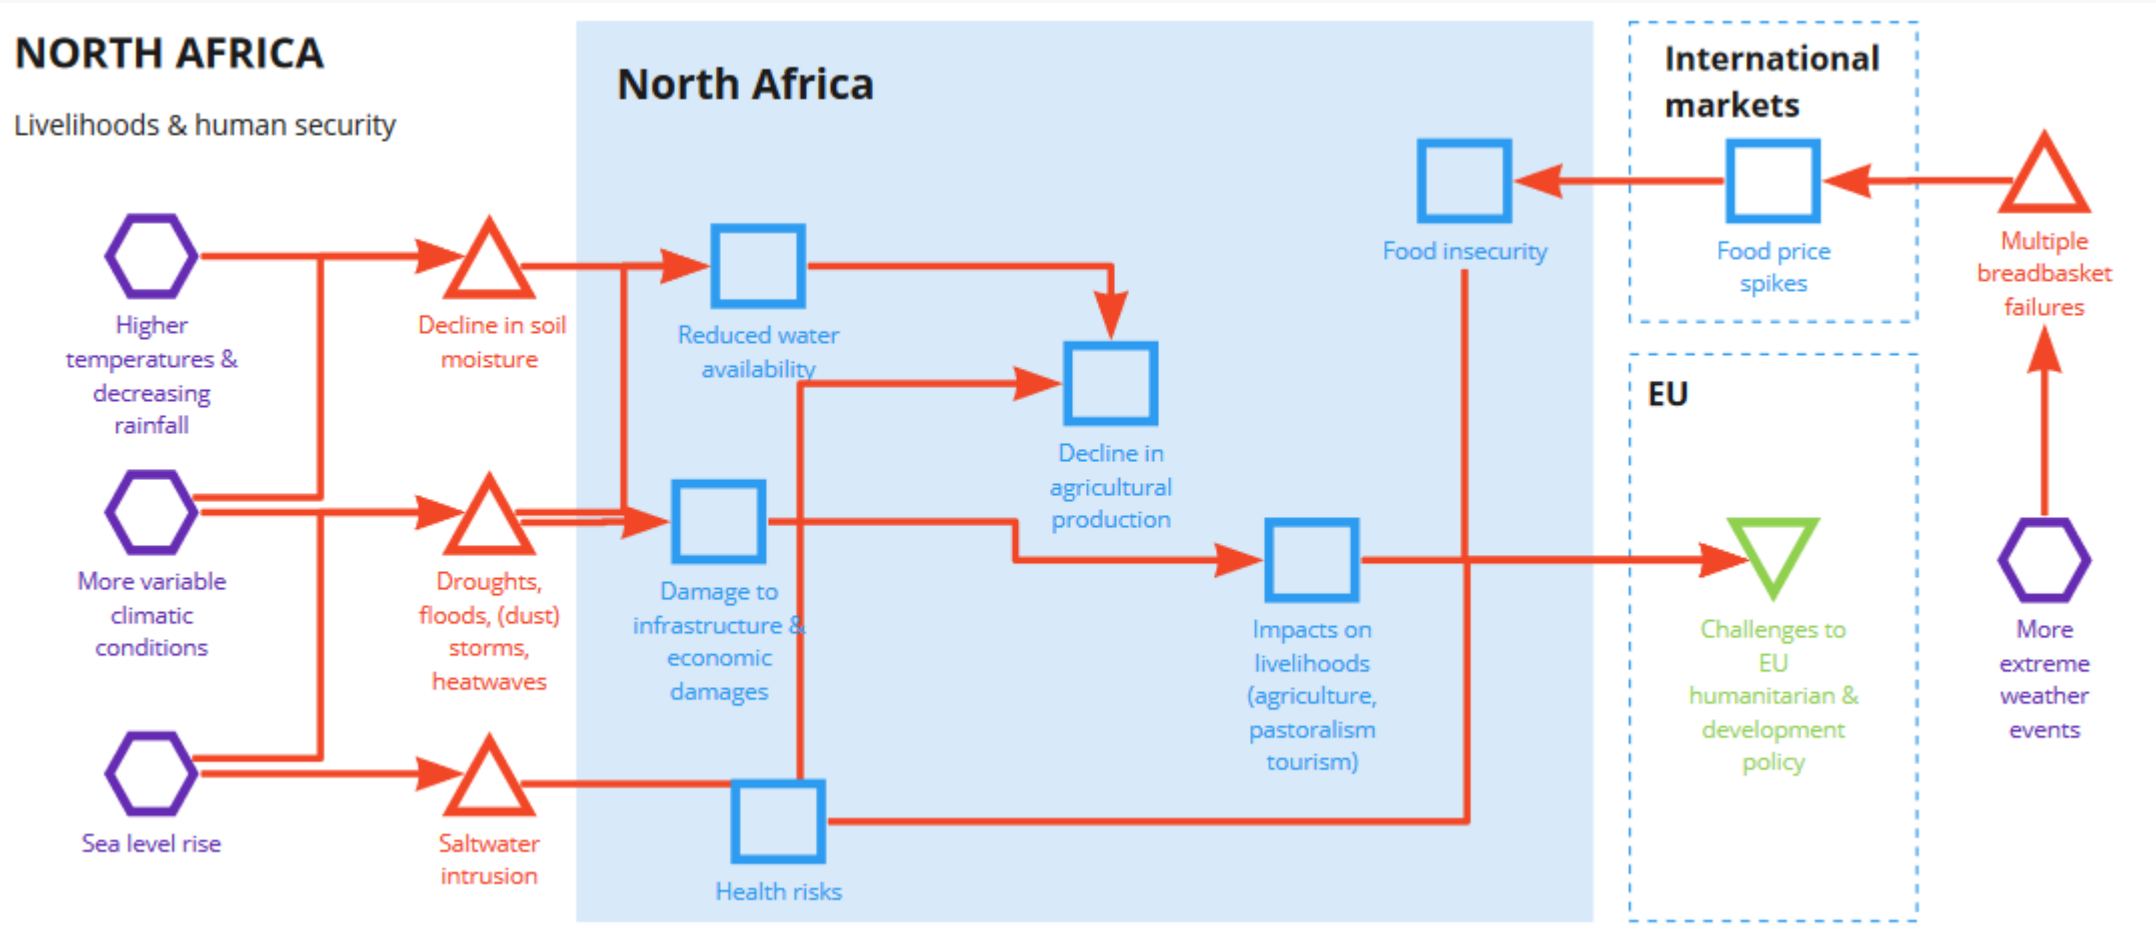 NORTH AFRICA
Livelihoods & human security
North Africa
International
markets
EU
Higher
temperatures &
decreasing
rainfall
Decline in soil
moisture
Reduced water
availability
Food insecurity
Food price
spikes
Multiple
breadbasket
failures
Decline in
agricultural
production
More variable
climatic
conditions
Droughts,
floods, (dust)
storms,
heatwaves
Damage to
infrastructure &
economic
damages
Impacts on
livelihoods
(agriculture,
pastoralism
tourism)
Challenges to
EU
humanitarian &
development
policy
More
extreme
weather
events
Sea level rise
Saltwater
intrusion
Health risks